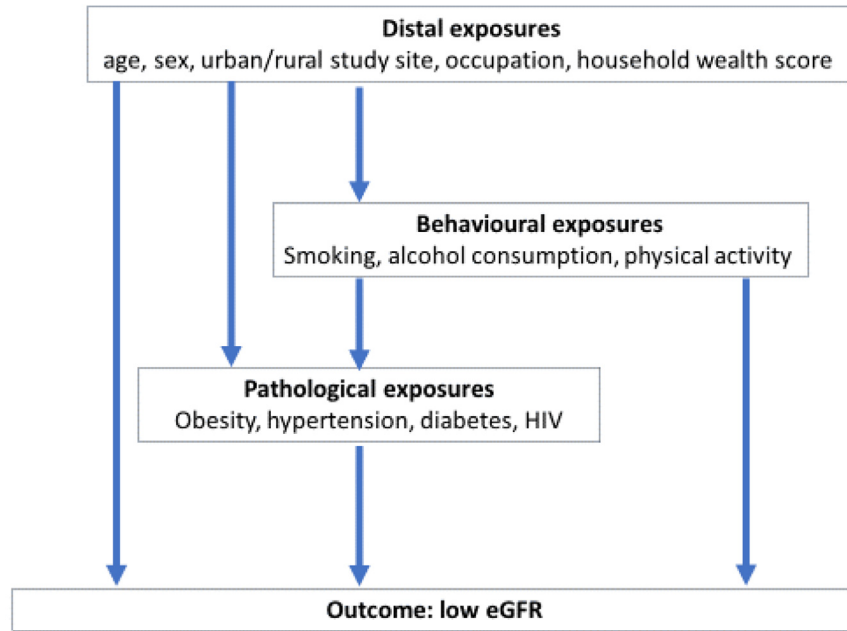 Distal exposures
age, sex, urban/rural study site, occupation, household wealth score
Behavioural exposures
Smoking, alcohol consumption, physical activity
Pathological exposures
Obesity, hypertension, diabetes, HIV
Outcome: low eGFR